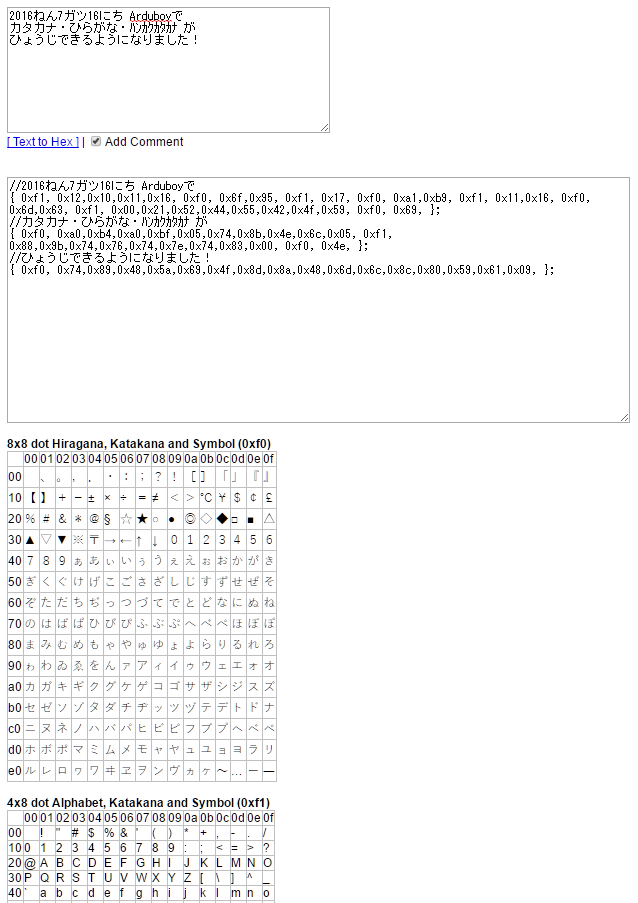 2016ねん7ガツ16にち Arduboyで
カタカナ・ひらがな・ﾊﾝｶｸｶﾀｶﾅ が
ひょうじできるようになりました！
[ Text to Hex ] | Add Comment
//2016ねん7ガツ16にち Arduboyで
{ 0xf1, 0x12,0x10,0x11,0x16, 0xf0, 0x6f,0x95, 0xf1, 0x17, 0xf0, 0xa1,0xb9, 0xf1, 0x11,0x16, 0xf0,
0x6d,0x63, 0xf1, 0x00,0x21,0x52,0x44,0x55,0x42,0x4f,0x59, 0xf0, 0x69, };
//カタカナ・ひらがな・ﾊﾝｶｸｶﾀｶﾅ が
{ 0xf0, 0xa0,0xb4,0xa0,0xbf,0x05,0x74,0x8b,0x4e,0x6c,0x05, 0xf1,
0x88,0x9b,0x74,0x76,0x74,0x7e,0x74,0x83,0x00, 0xf0, 0x4e, };
//ひょうじできるようになりました！
{ 0xf0, 0x74,0x89,0x48,0x5a,0x69,0x4f,0x8d,0x8a,0x48,0x6d,0x6c,0x8c,0x80,0x59,0x61,0x09, };
8x8 dot Hiragana, Katakana and Symbol (0xf0)
00 01 02 03 04 05 06 07 08 09 0a 0b 0c 0d 0e 0f
00 、 。 ， ． ・ ： ； ？ ！ [ ] 「 」 『 』
10 【 】 + − ± × ÷ = ≠ < > ℃ ¥ $ ¢ £
20 % # & * @ § ☆ ★ ○ ● ◎ ◇ ◆ □ ■ △
30 ▲ ▽ ▼ ※ 〒 → ← ↑ ↓ 0 1 2 3 4 5 6
40 7 8 9 ぁ あ ぃ い ぅ う ぇ え ぉ お か が き
50 ぎ く ぐ け げ こ ご さ ざ し じ す ず せ ぜ そ
60 ぞ た だ ち ぢ っ つ づ て で と ど な に ぬ ね
70 の は ば ぱ ひ び ぴ ふ ぶ ぷ へ べ ぺ ほ ぼ ぽ
80 ま み む め も ゃ や ゅ ゆ ょ よ ら り る れ ろ
90 ゎ わ ゐ ゑ を ん ァ ア ィ イ ゥ ウ ェ エ ォ オ
a0 カ ガ キ ギ ク グ ケ ゲ コ ゴ サ ザ シ ジ ス ズ
b0 セ ゼ ソ ゾ タ ダ チ ヂ ッ ツ ヅ テ デ ト ド ナ
c0 ニ ヌ ネ ノ ハ バ パ ヒ ビ ピ フ ブ プ ヘ ベ ペ
d0 ホ ボ ポ マ ミ ム メ モ ャ ヤ ュ ユ ョ ヨ ラ リ
e0 ル レ ロ ヮ ワ ヰ ヱ ヲ ン ヴ ヵ ヶ ～ … ー ―
4x8 dot Alphabet, Katakana and Symbol (0xf1)
00 01 02 03 04 05 06 07 08 09 0a 0b 0c 0d 0e 0f
00 ! " # $ % & ' ( ) * + , - . /
10 0 1 2 3 4 5 6 7 8 9 : ; < = > ?
20 @ A B C D E F G H I J K L M N O
30 P Q R S T U V W X Y Z [ \ ] ^ _
40 ` a b c d e f g h i j k l m n o